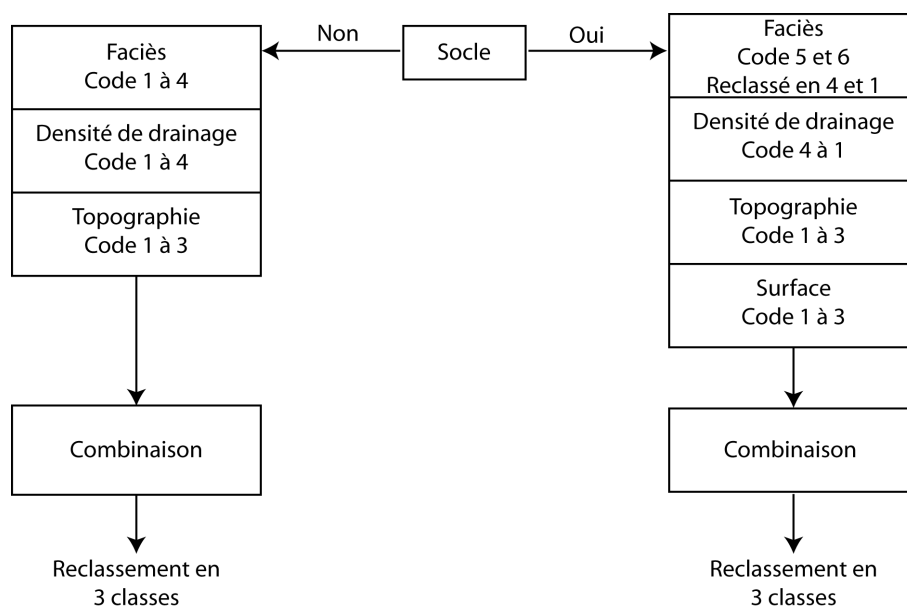 Socle
Non
Oui
Faciès
Code 1 à 4
Densité de drainage
Code 1 à 4
Topographie
Code 1 à 3
Combinaison
Reclassement en
3 classes
Faciès
Code 5 et 6
Reclassé en 4 et 1
Densité de drainage
Code 4 à 1
Topographie
Code 1 à 3
Surface
Code 1 à 3
Combinaison
Reclassement en
3 classes